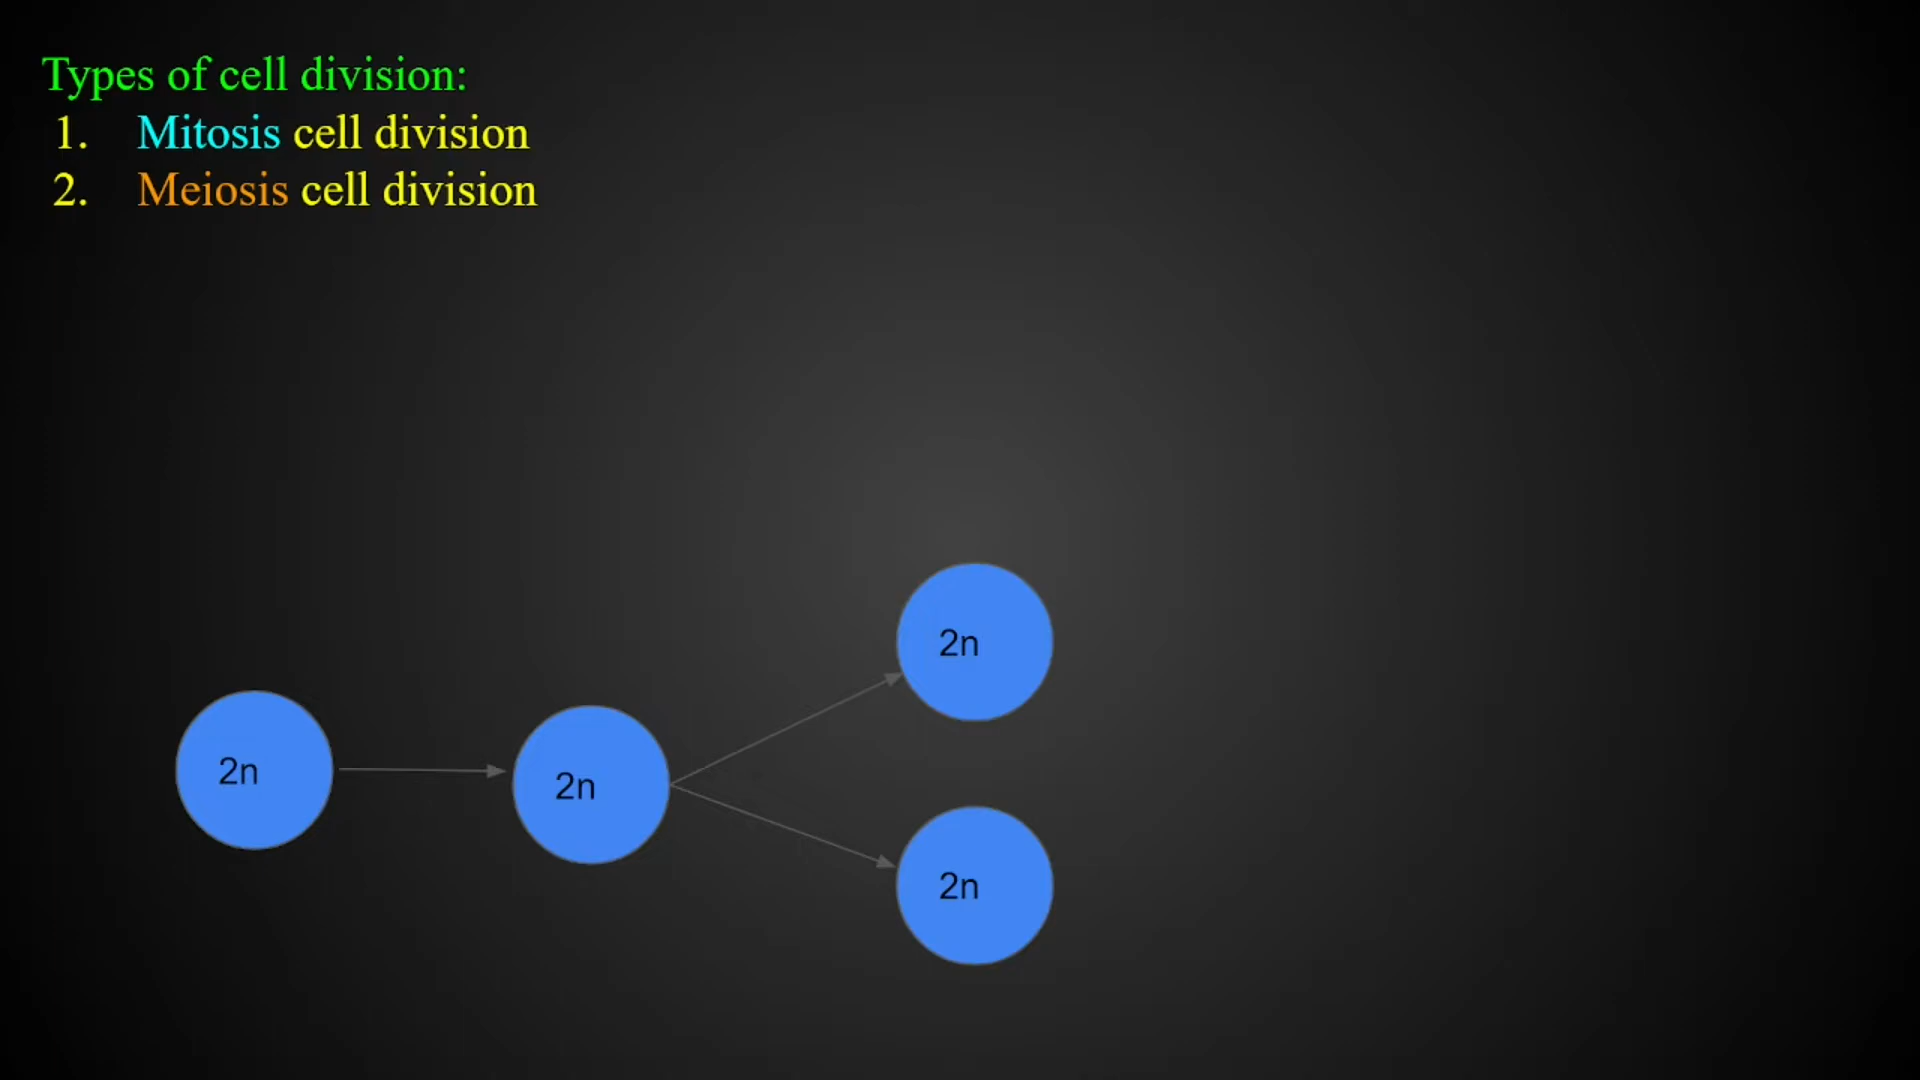 Types of cell division:
1. Mitosis cell division
2. Meiosis cell division
2n
2n
2n
2n